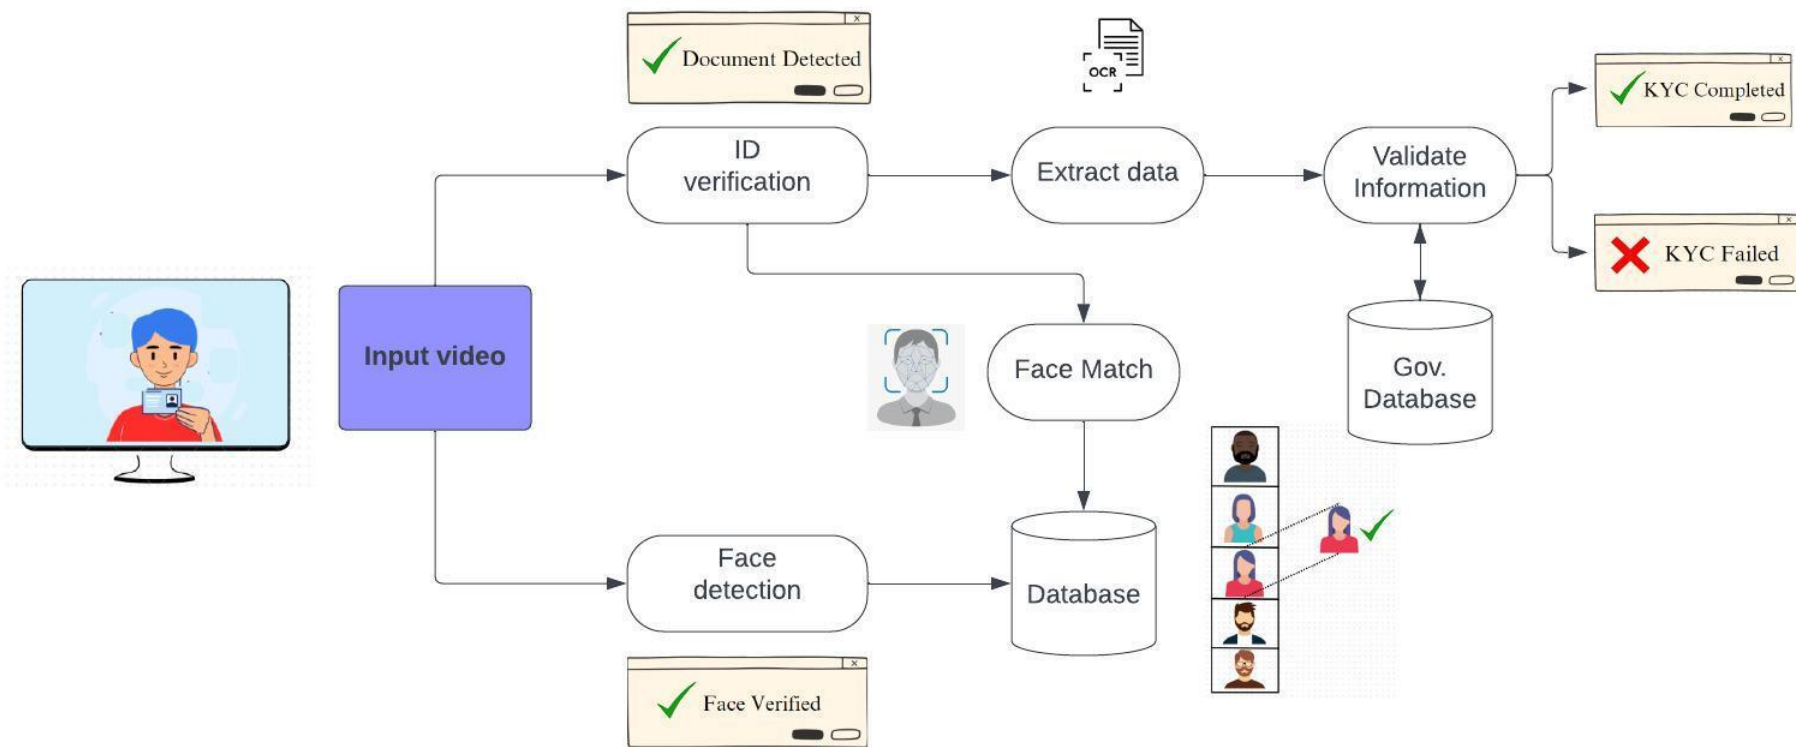 Document Detected
OCR
KYC Completed
ID
verification
Extract data
Validate
Information
KYC Failed
Input video
Face Match
Gov.
Database
Face
detection
Database
Face Verified